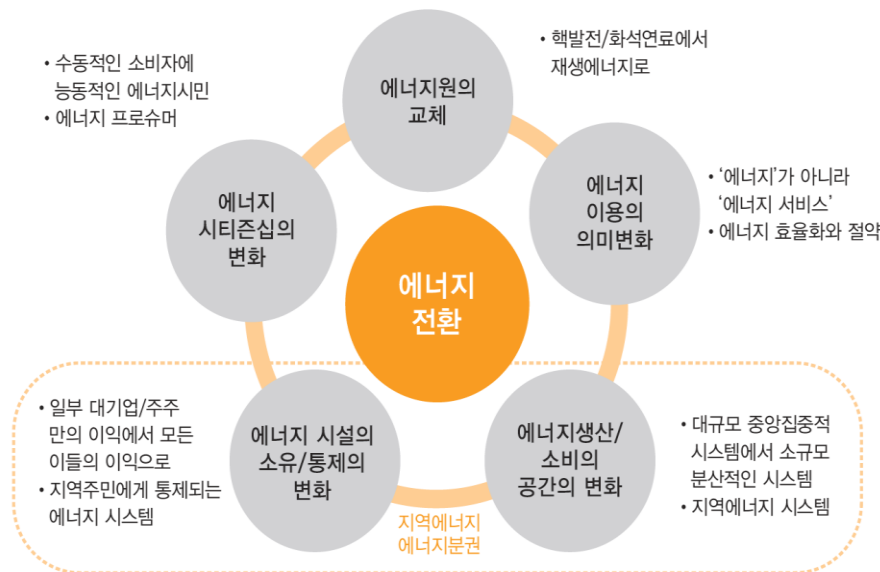 • 수동적인 소비자에
능동적인 에너지시민
• 에너지 프로슈머
에너지원의
교체
• 핵발전/화석연료에서
재생에너지로
에너지
시티즌십의
변화
에너지
이용의
의미변화
• '에너지'가 아니라
'에너지 서비스'
• 에너지 효율화와 절약
에너지
전환
• 일부 대기업/주주
만의 이익에서 모든
이들의 이익으로
• 지역주민에게 통제되는
에너지 시스템
에너지 시설의
소유/통제의
변화
에너지생산/
소비의
공간의 변화
• 대규모 중앙집중적
시스템에서 소규모
분산적인 시스템
• 지역에너지 시스템
지역에너지
에너지분권